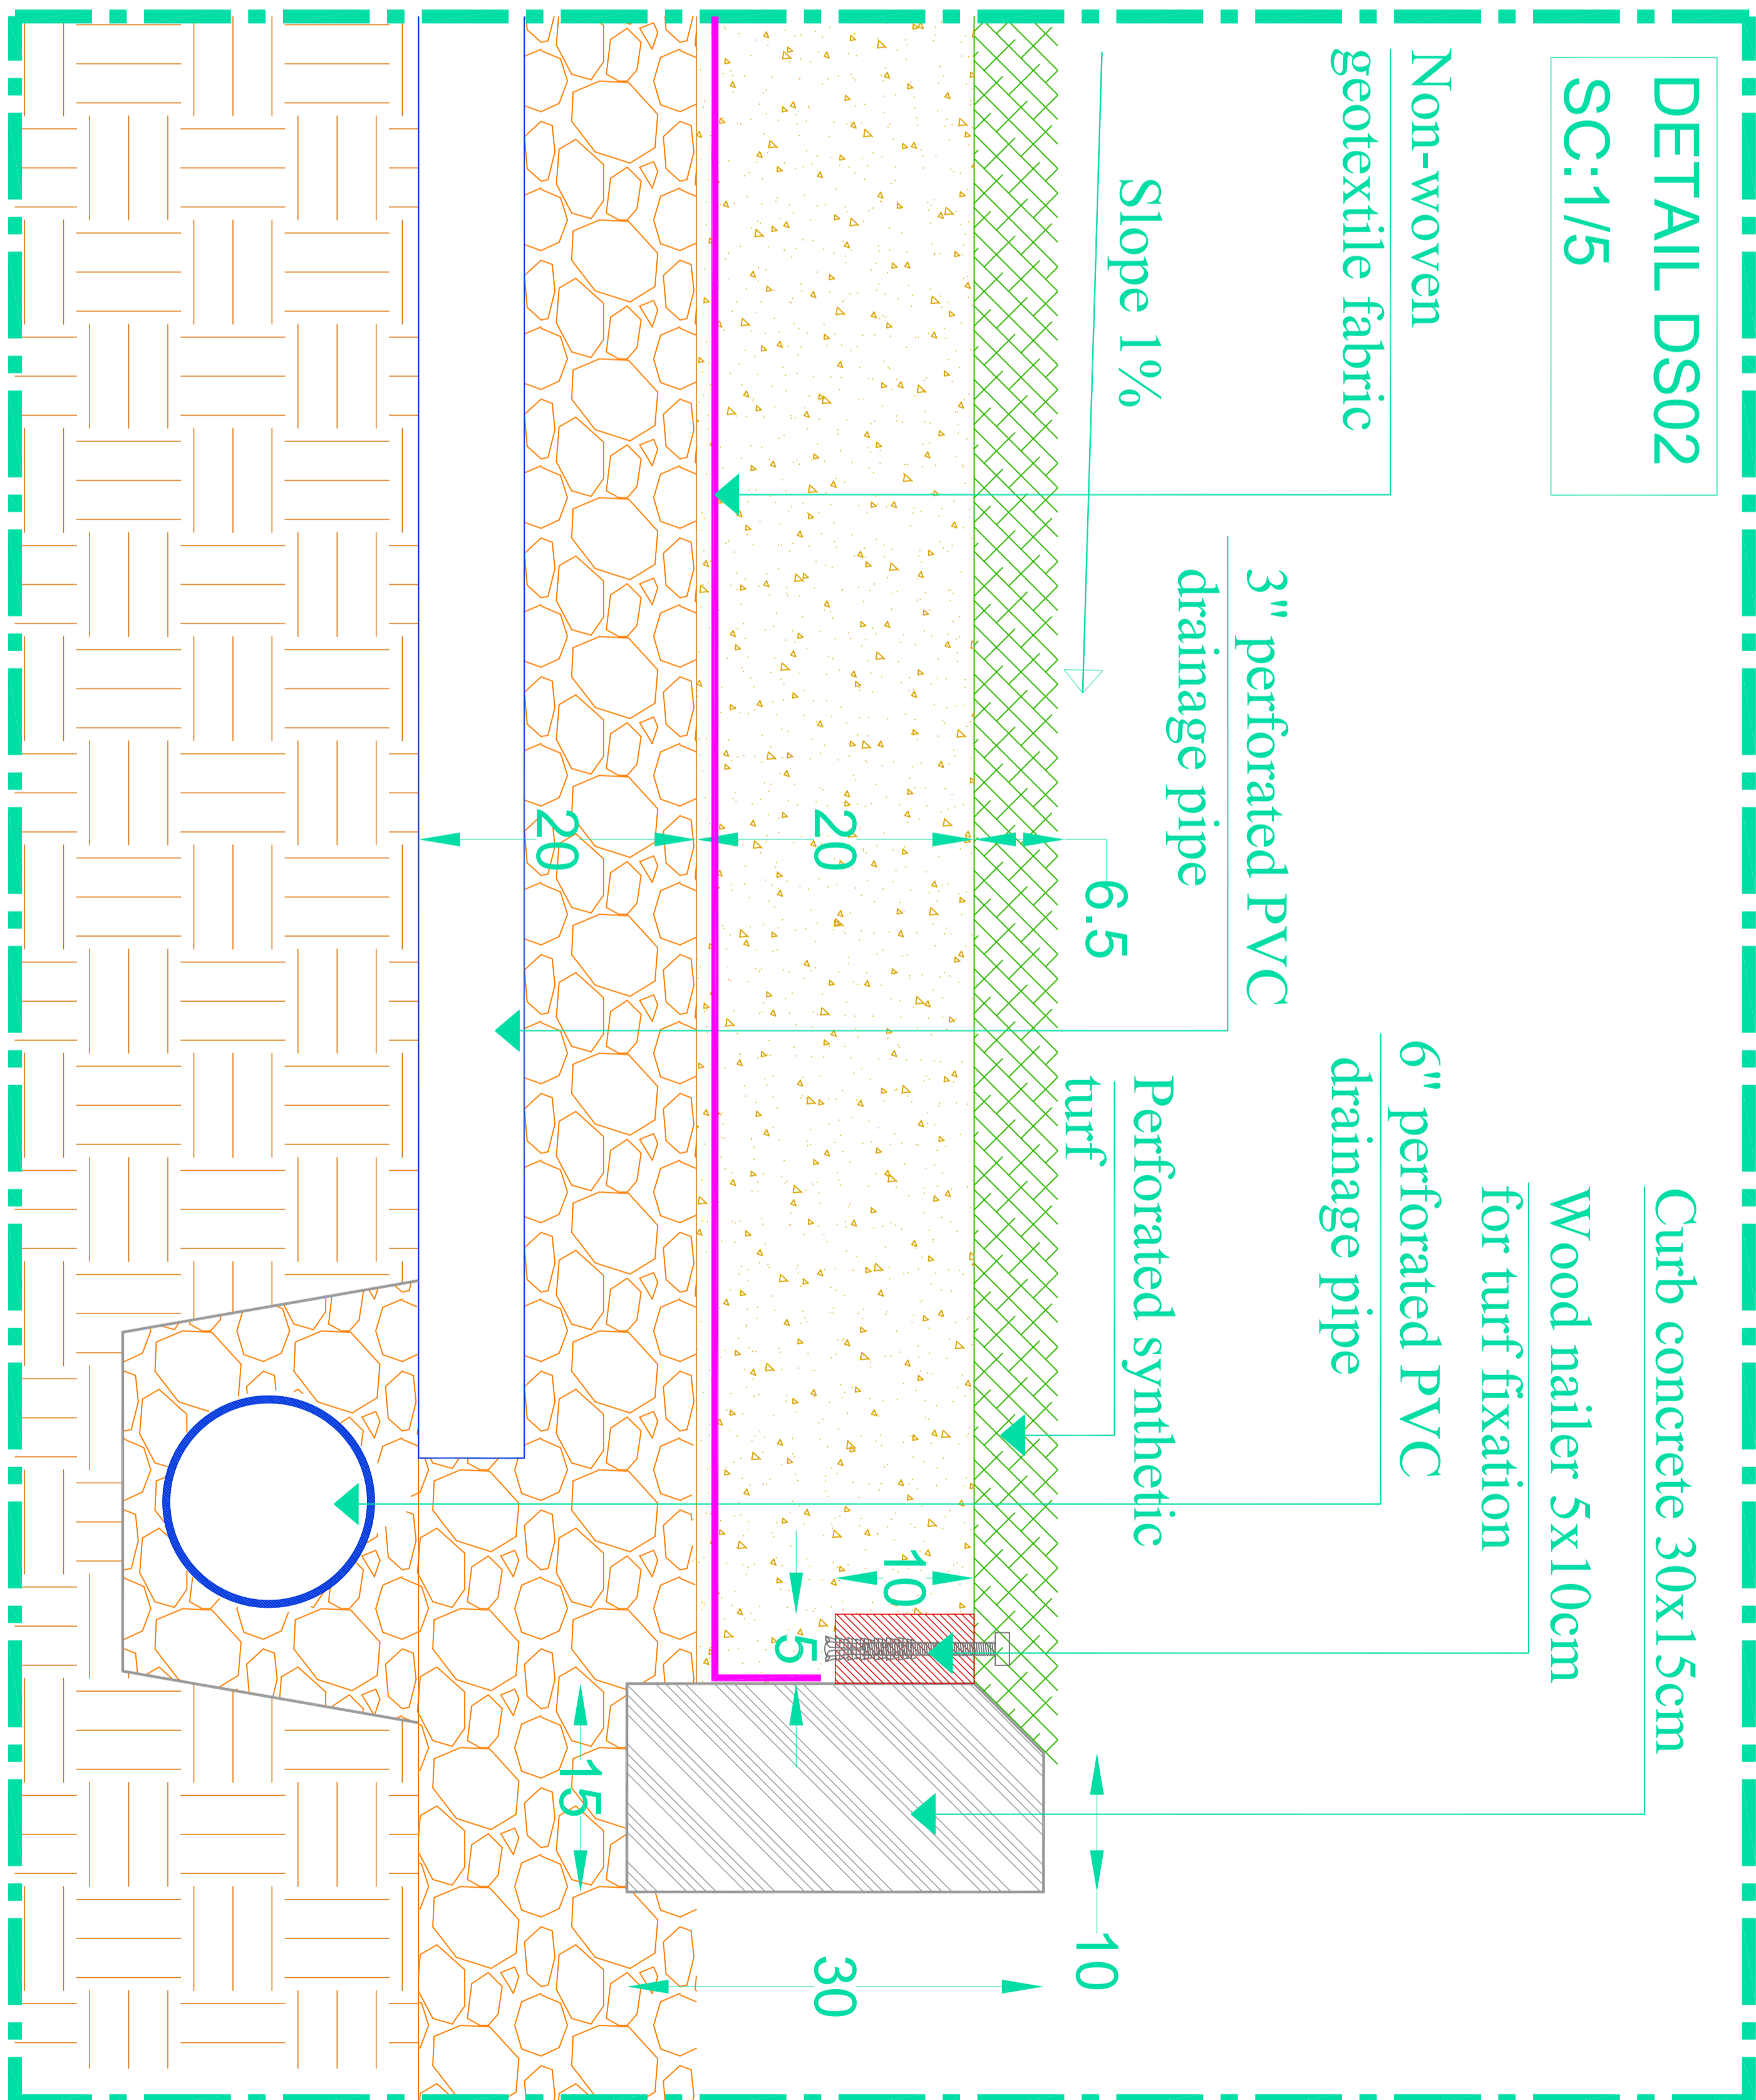 DETAIL DS002
SC:1/5
Non-woven
geotextile fabric
Slope 1%
3" perforated PVC
drainage pipe
6.5
20
20
Curb concrete 30x15cm
Wood nailer 5x10cm
for turf fixation
6" perforated PVC
drainage pipe
Perforated synthetic
turf
10
5
15
10
30